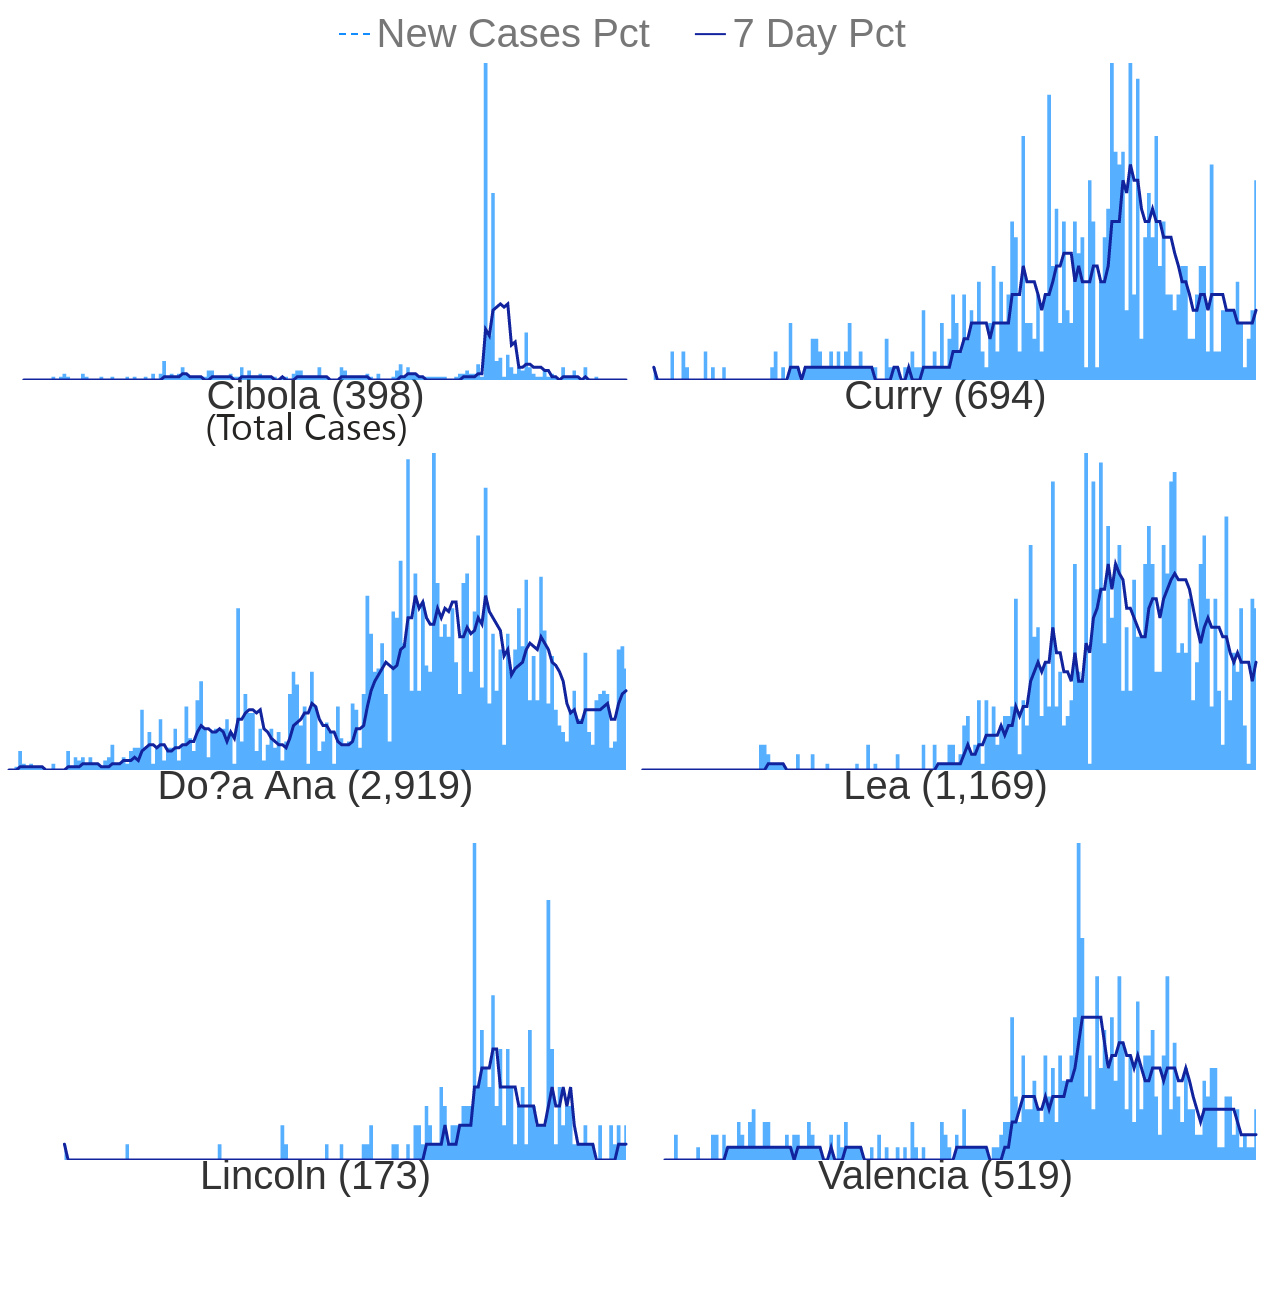 New Cases Pct 7 Day Pct
Cibola (398) Curry (694)
(Total Cases)
Do?a Ana (2,919) Lea (1,169)
Lincoln (173) Valencia (519)